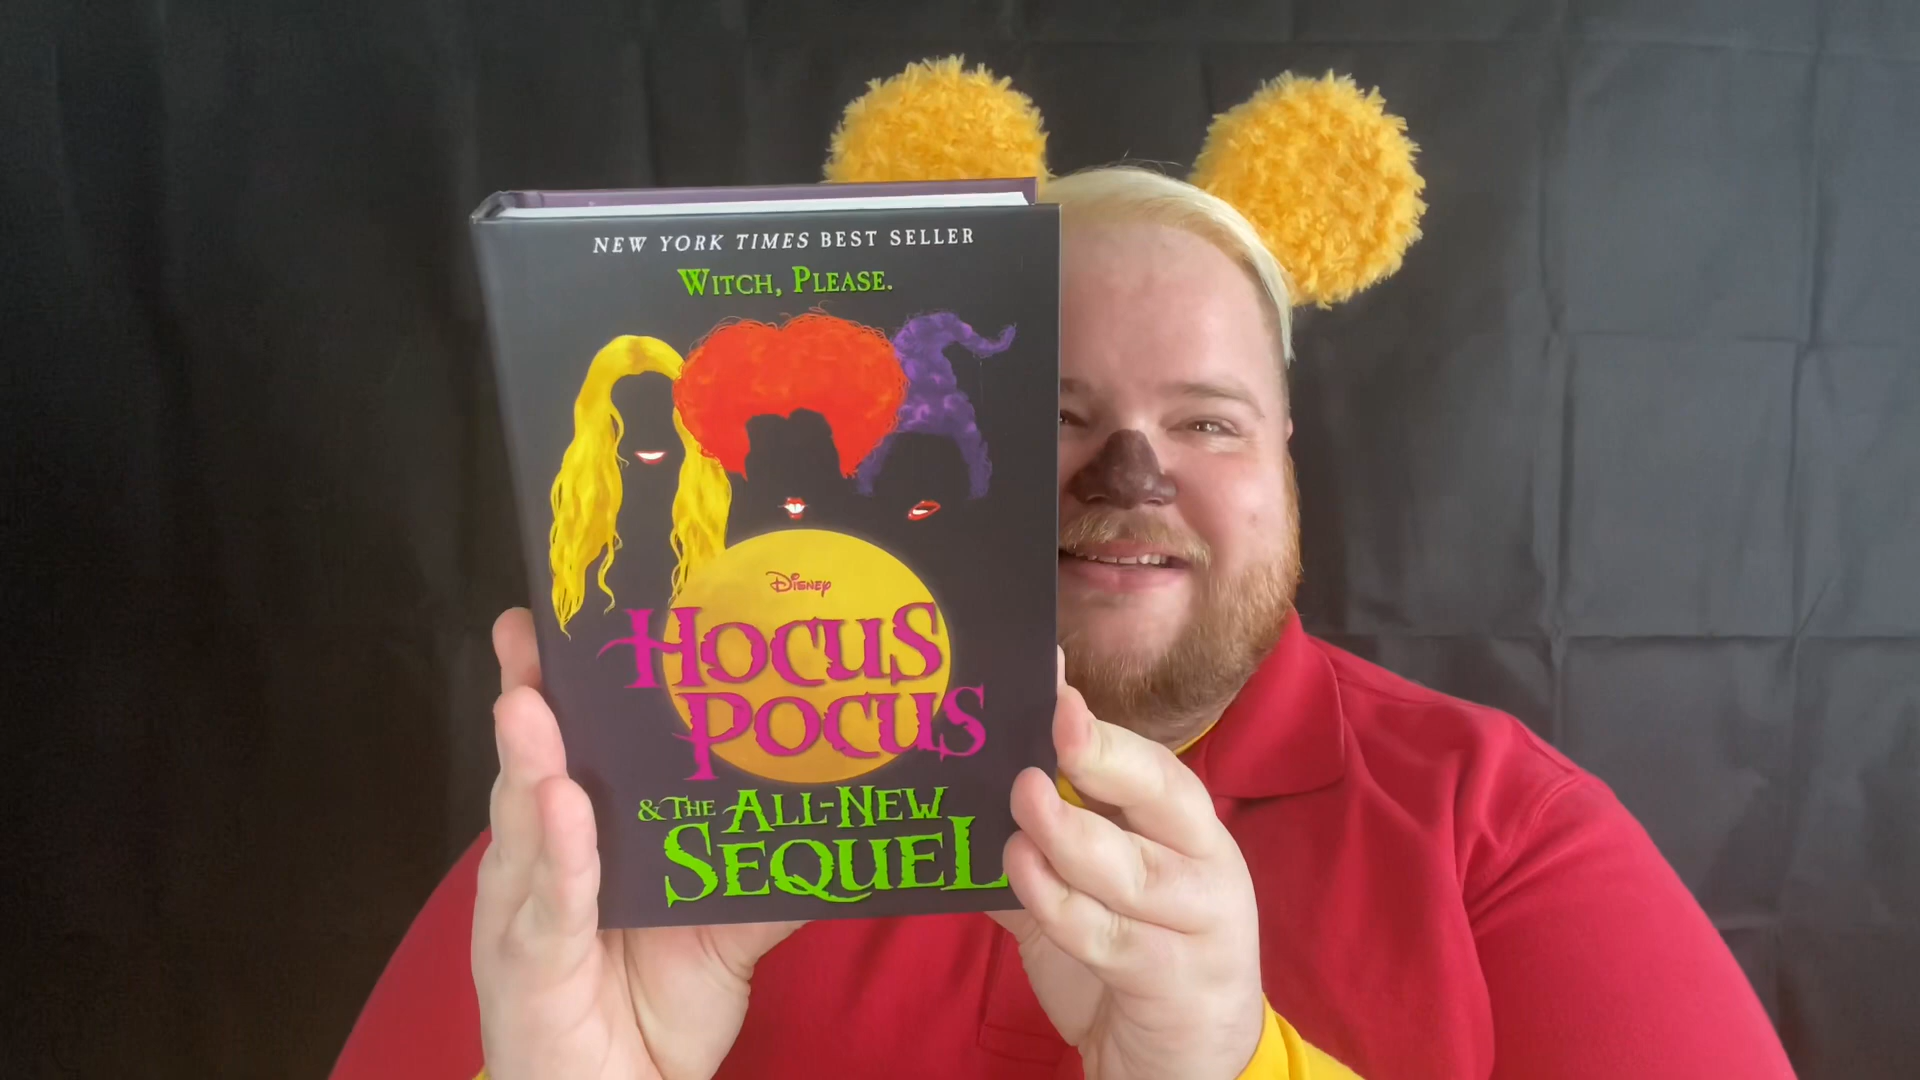 NEW YORK TIMES BEST SELLER
WITCH, PLEASE.
DISNEY
HOCUS
POCUS
& THE ALL-NEW
SEQUEL